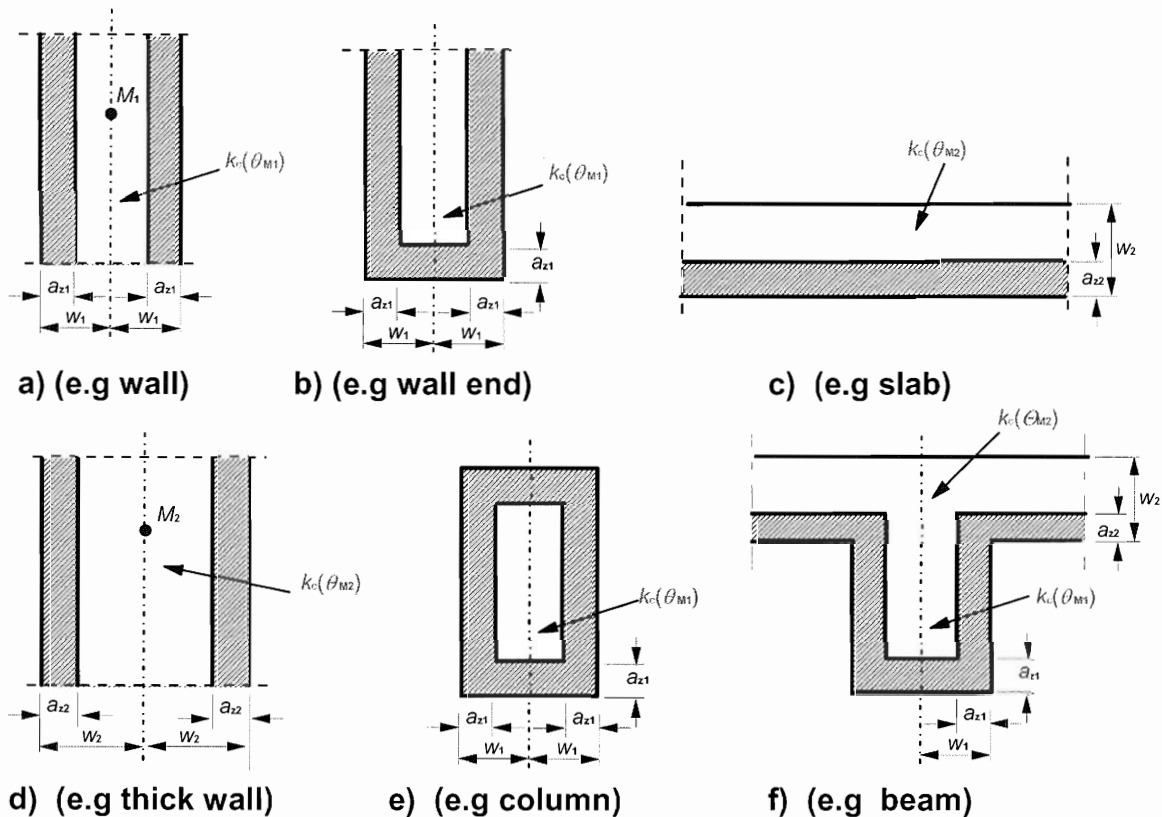 M1
kc(θM1)
az1
az1
w1
w1
a) (e.g wall)
kc(θM1)
az1
az1
az1
w1
w1
b) (e.g wall end)
kc(θM2)
w2
az2
c) (e.g slab)
M2
kc(θM2)
az2
az2
w2
w2
d) (e.g thick wall)
kc(θM1)
az1
az1
az1
w1
w1
e) (e.g column)
kc(ΘM2)
w2
az2
kc(θM1)
az1
az1
w1
f) (e.g beam)